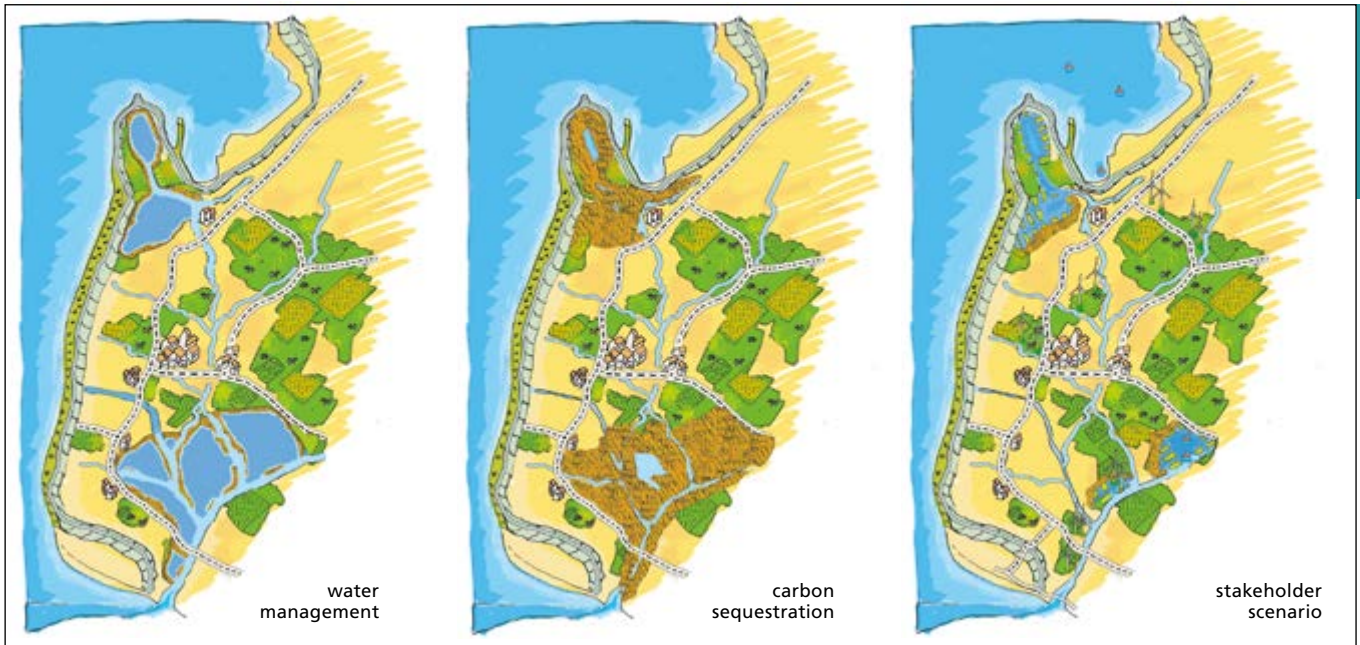 water
management
carbon
sequestration
stakeholder
scenario